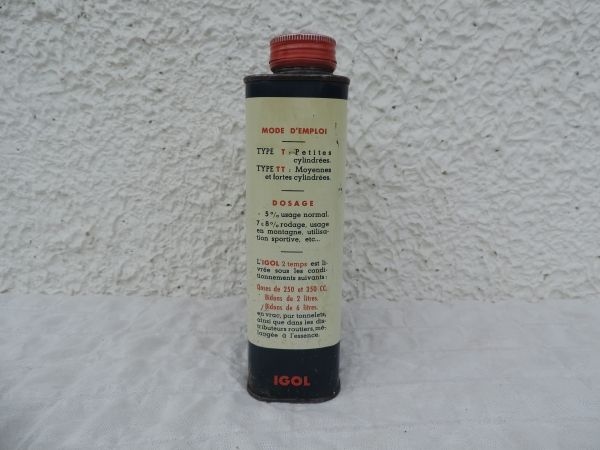 MODE D'EMPLOI
TYPE T : Petites
cylindrées.
TYPE TT : Moyennes
et fortes cylindrées.
DOSAGE
5 % usage normal.
7 à 8 % rodage, usage
en montagne, utilisa-
tion sportive, etc...
L'IGOL 2 temps est li-
vrée sous les condi-
tionnements suivants :
Doses de 250 et 350 CC.
Bidons de 2 litres.
Bidons de 4 litres.
en vrac, par tonnelets,
ainsi que dans les dis-
tributeurs routiers, mé-
langée à l'essence.
IGOL